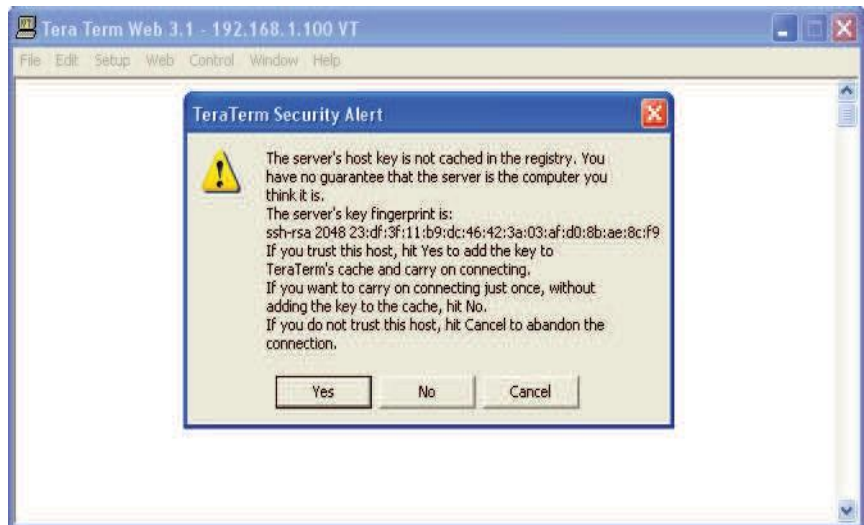 VT
Tera Term Web 3.1 - 192.168.1.100 VT
File Edit Setup Web Control Window Help
TeraTerm Security Alert
The server's host key is not cached in the registry. You
have no guarantee that the server is the computer you
think it is.
The server's key fingerprint is:
ssh-rsa 2048 23:df:3f:11:b9:dc:46:42:3a:03:af:d0:8b:ae:8c:f9
If you trust this host, hit Yes to add the key to
TeraTerm's cache and carry on connecting.
If you want to carry on connecting just once, without
adding the key to the cache, hit No.
If you do not trust this host, hit Cancel to abandon the
connection.
Yes No Cancel